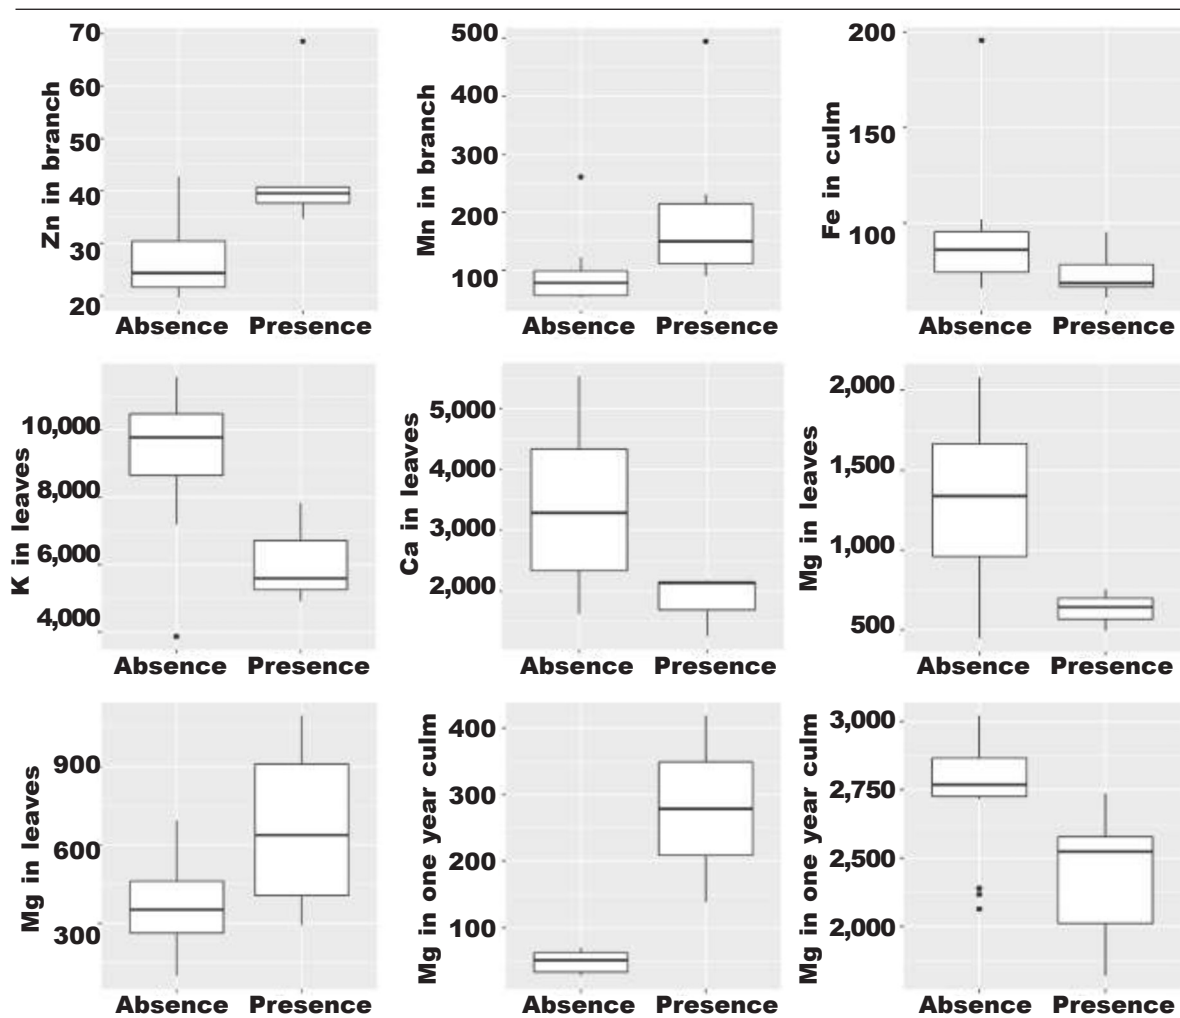 Zn in branch
70
60
50
40
30
20
Absence Presence
Mn in branch
500
400
300
200
100
Absence Presence
Fe in culm
200
150
100
Absence Presence
K in leaves
10,000
8,000
6,000
4,000
Absence Presence
Ca in leaves
5,000
4,000
3,000
2,000
Absence Presence
Mg in leaves
2,000
1,500
1,000
500
Absence Presence
Mg in leaves
900
600
300
Absence Presence
Mg in one year culm
400
300
200
100
Absence Presence
Mg in one year culm
3,000
2,750
2,500
2,000
Absence Presence